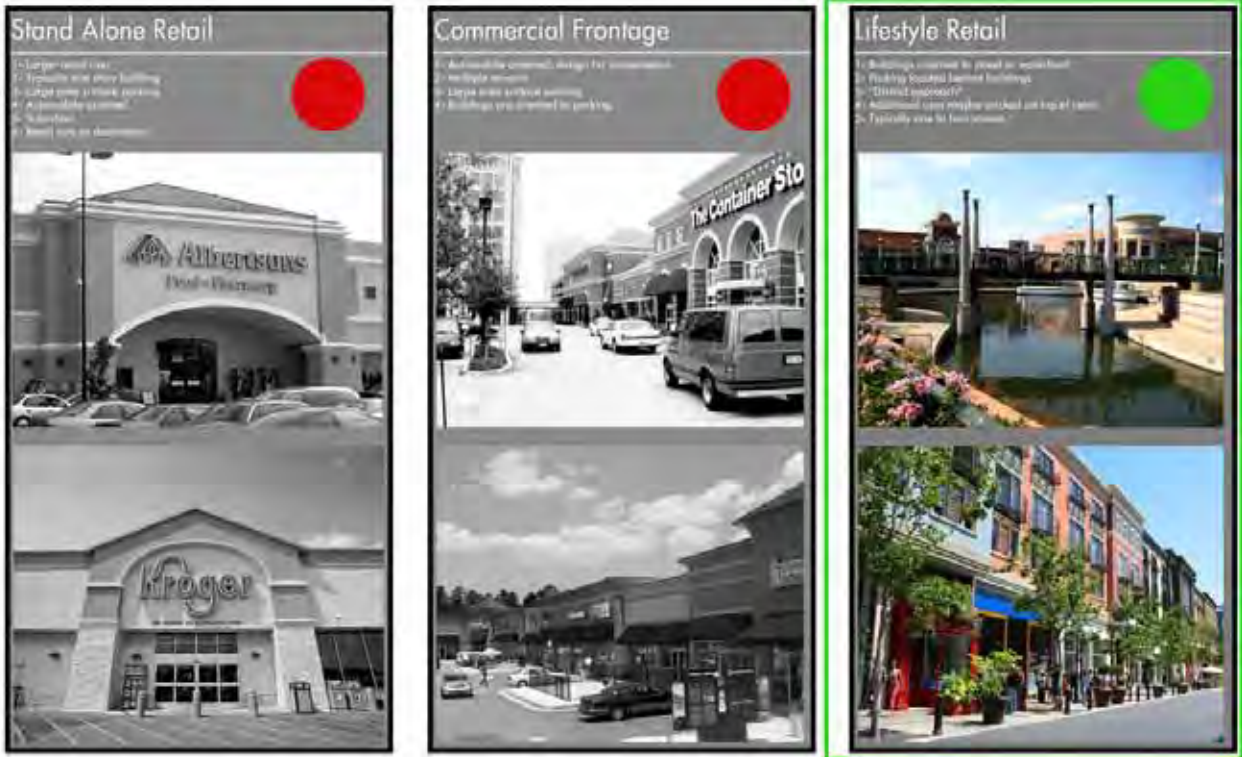 Stand Alone Retail
1- Larger retail use.
2- Typically one story building
3- Large area surface parking
4- Automobile oriented
5- Suburban
6- Retail use as destination
Albertsons
Food - Pharmacy
Kroger
Commercial Frontage
1- Automobile oriented, design for convenience.
2- Multiple tenants
3- Large area surface parking
4- Buildings are oriented to parking.
The Container Sto
Lifestyle Retail
1- Buildings oriented to street or waterfront
2- Parking located behind buildings
3- "District approach"
4- Additional uses maybe stacked on top of retail.
5- Typically one to four stories.